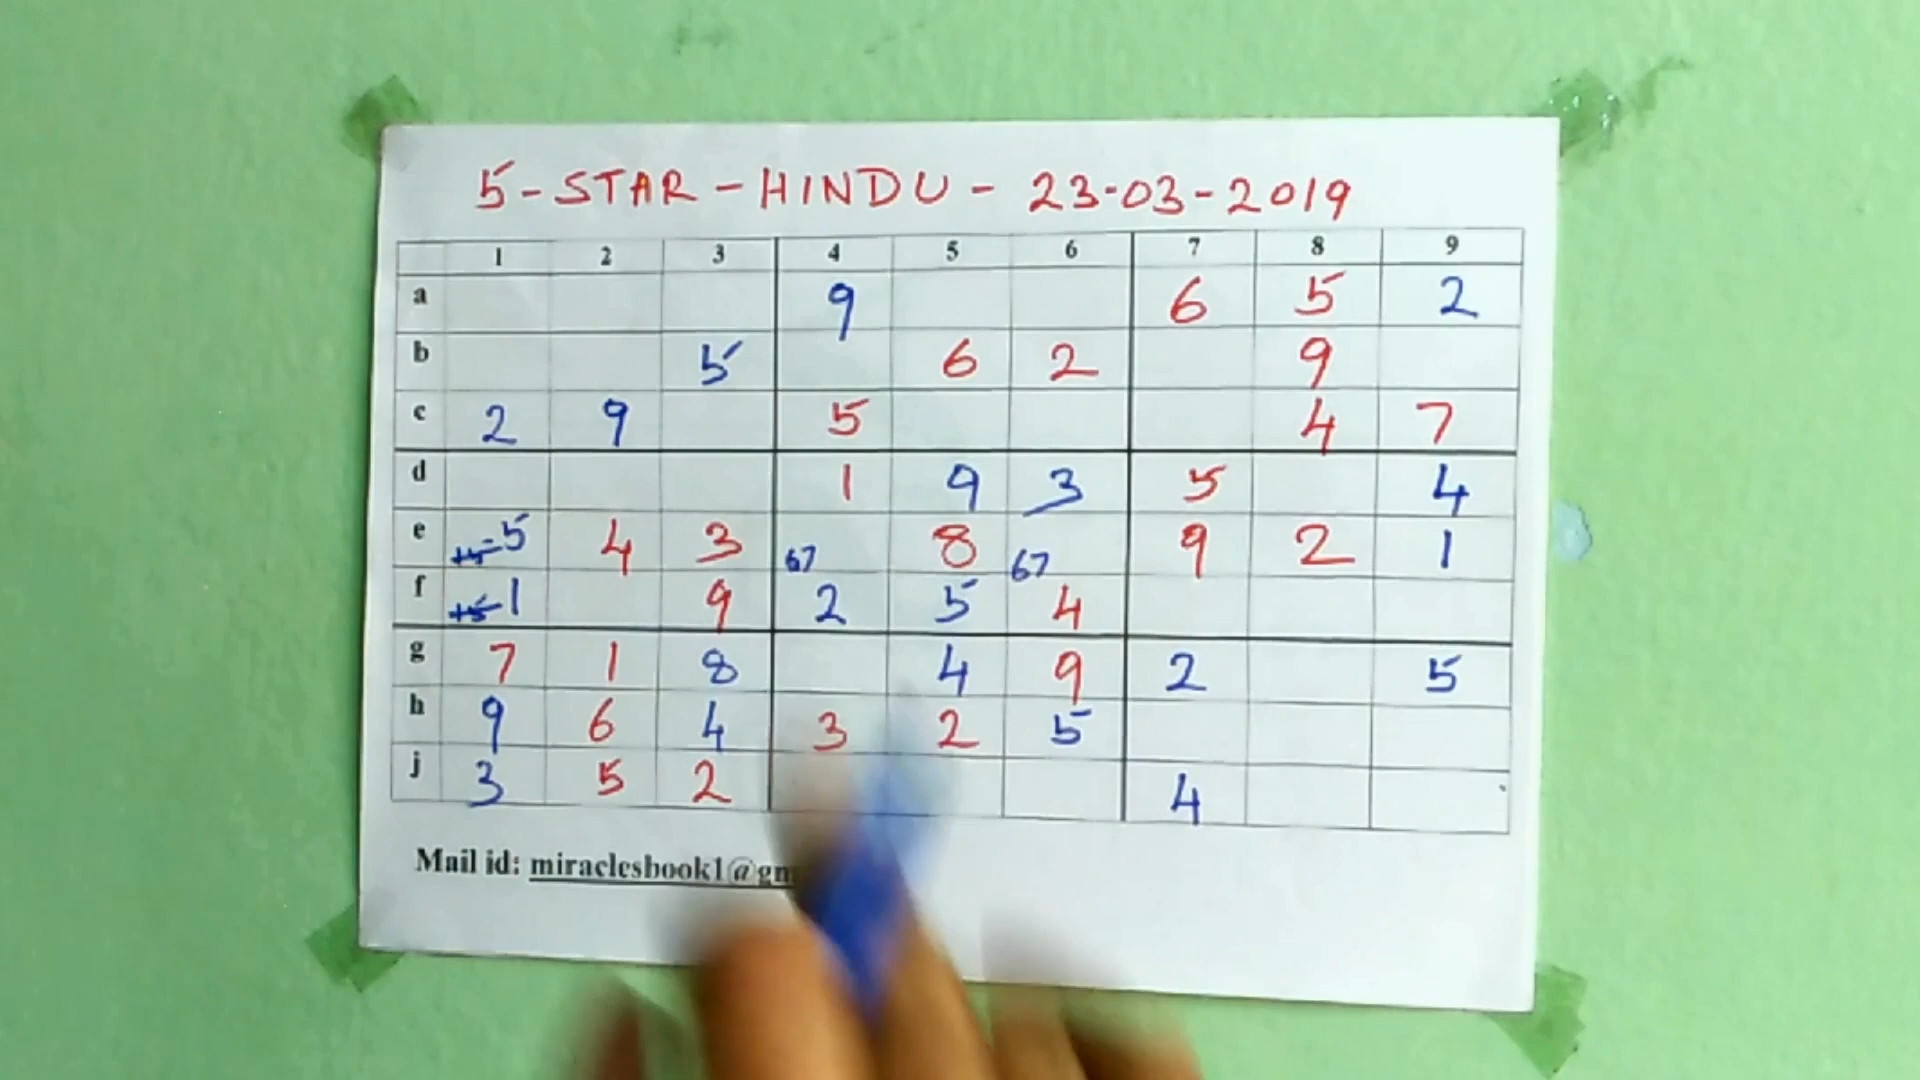 5-STAR-HINDU-23-03-2019
1 2 3 4 5 6 7 8 9
a 9 6 5 2
b 5 6 2 9
c 2 9 5 4 7
d 1 9 3 5 4
e 5 4 3 67 8 67 9 2 1
f 1 9 2 5 4
g 7 1 8 4 9 2 5
h 9 6 4 3 2 5
j 3 5 2 4
Mail id: miraclesbook1@gm